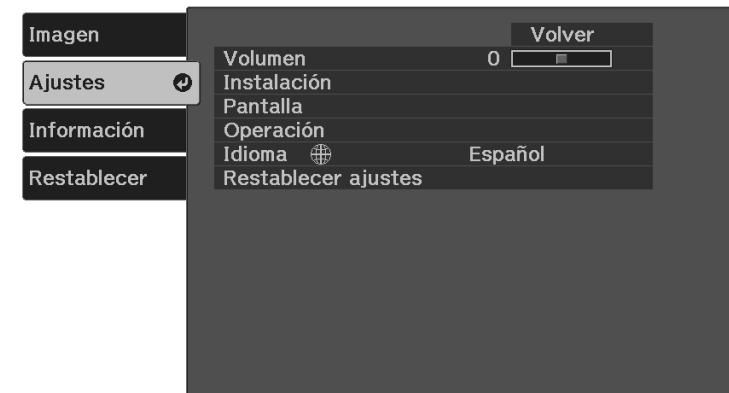 Imagen
Ajustes
Información
Restablecer
Volver
Volumen 0
Instalación
Pantalla
Operación
Idioma Español
Restablecer ajustes